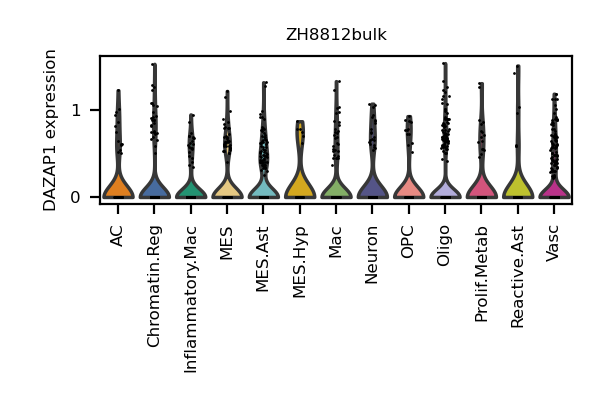 ZH8812bulk
DAZAP1 expression
1
0
AC
Chromatin.Reg
Inflammatory.Mac
MES
MES.Ast
MES.Hyp
Mac
Neuron
OPC
Oligo
Prolif.Metab
Reactive.Ast
Vasc